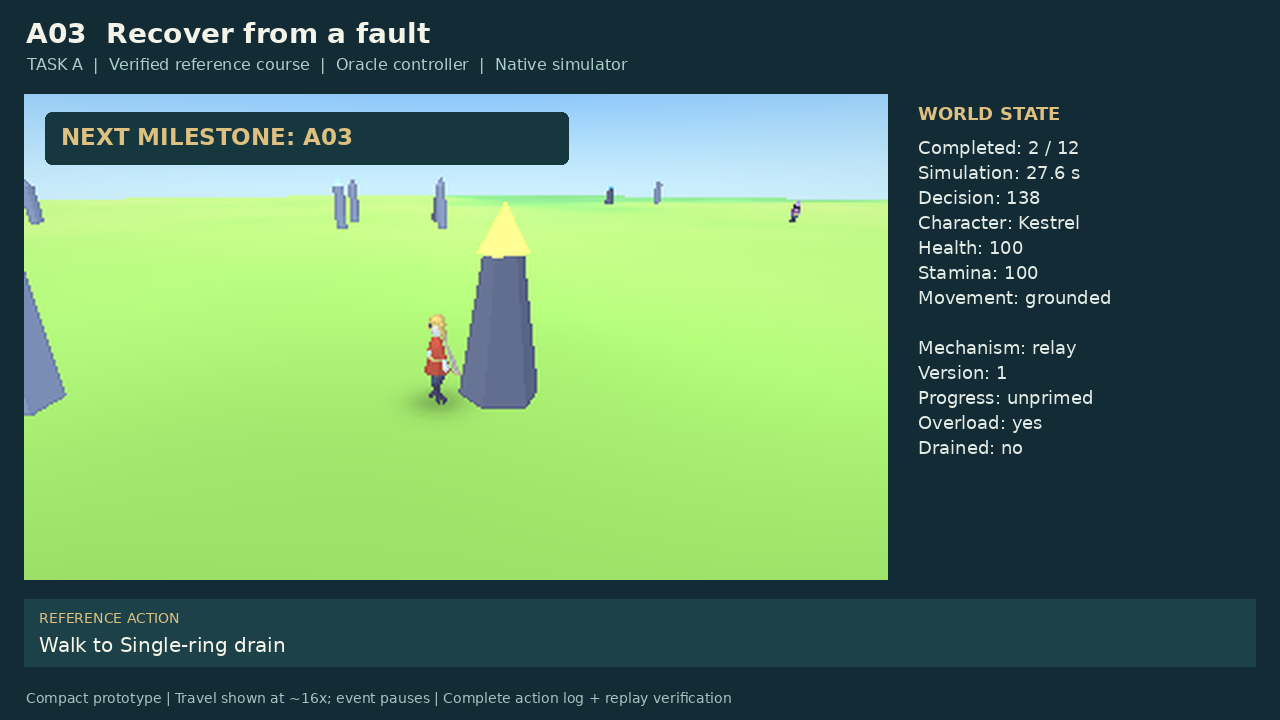 A03  Recover from a fault
TASK A  |  Verified reference course  |  Oracle controller  |  Native simulator
NEXT MILESTONE: A03
WORLD STATE
Completed: 2 / 12
Simulation: 27.6 s
Decision: 138
Character: Kestrel
Health: 100
Stamina: 100
Movement: grounded
Mechanism: relay
Version: 1
Progress: unprimed
Overload: yes
Drained: no
REFERENCE ACTION
Walk to Single-ring drain
Compact prototype | Travel shown at ~16x; event pauses | Complete action log + replay verification